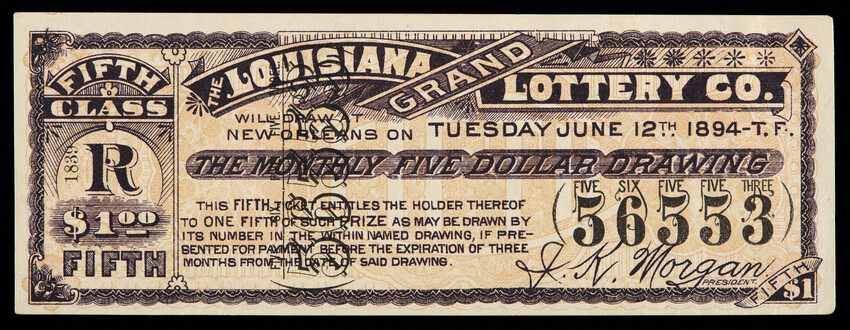 FIFTH
CLASS
1839
R
$1.00
FIFTH
THE LOUISIANA
GRAND
LOTTERY CO.
WILL DRAW AT
NEW ORLEANS ON TUESDAY JUNE 12TH 1894-T.F.
THE MONTHLY FIVE DOLLAR DRAWING
THIS FIFTH TICKET ENTITLES THE HOLDER THEREOF
TO ONE FIFTH OF SUCH PRIZE AS MAY BE DRAWN BY
ITS NUMBER IN THE WITHIN NAMED DRAWING, IF PRE-
SENTED FOR PAYMENT BEFORE THE EXPIRATION OF THREE
MONTHS FROM THE DATE OF SAID DRAWING.
FIVE SIX FIVE FIVE THREE
56553
J. K. Morgan
PRESIDENT.
FIFTH
$1
56553